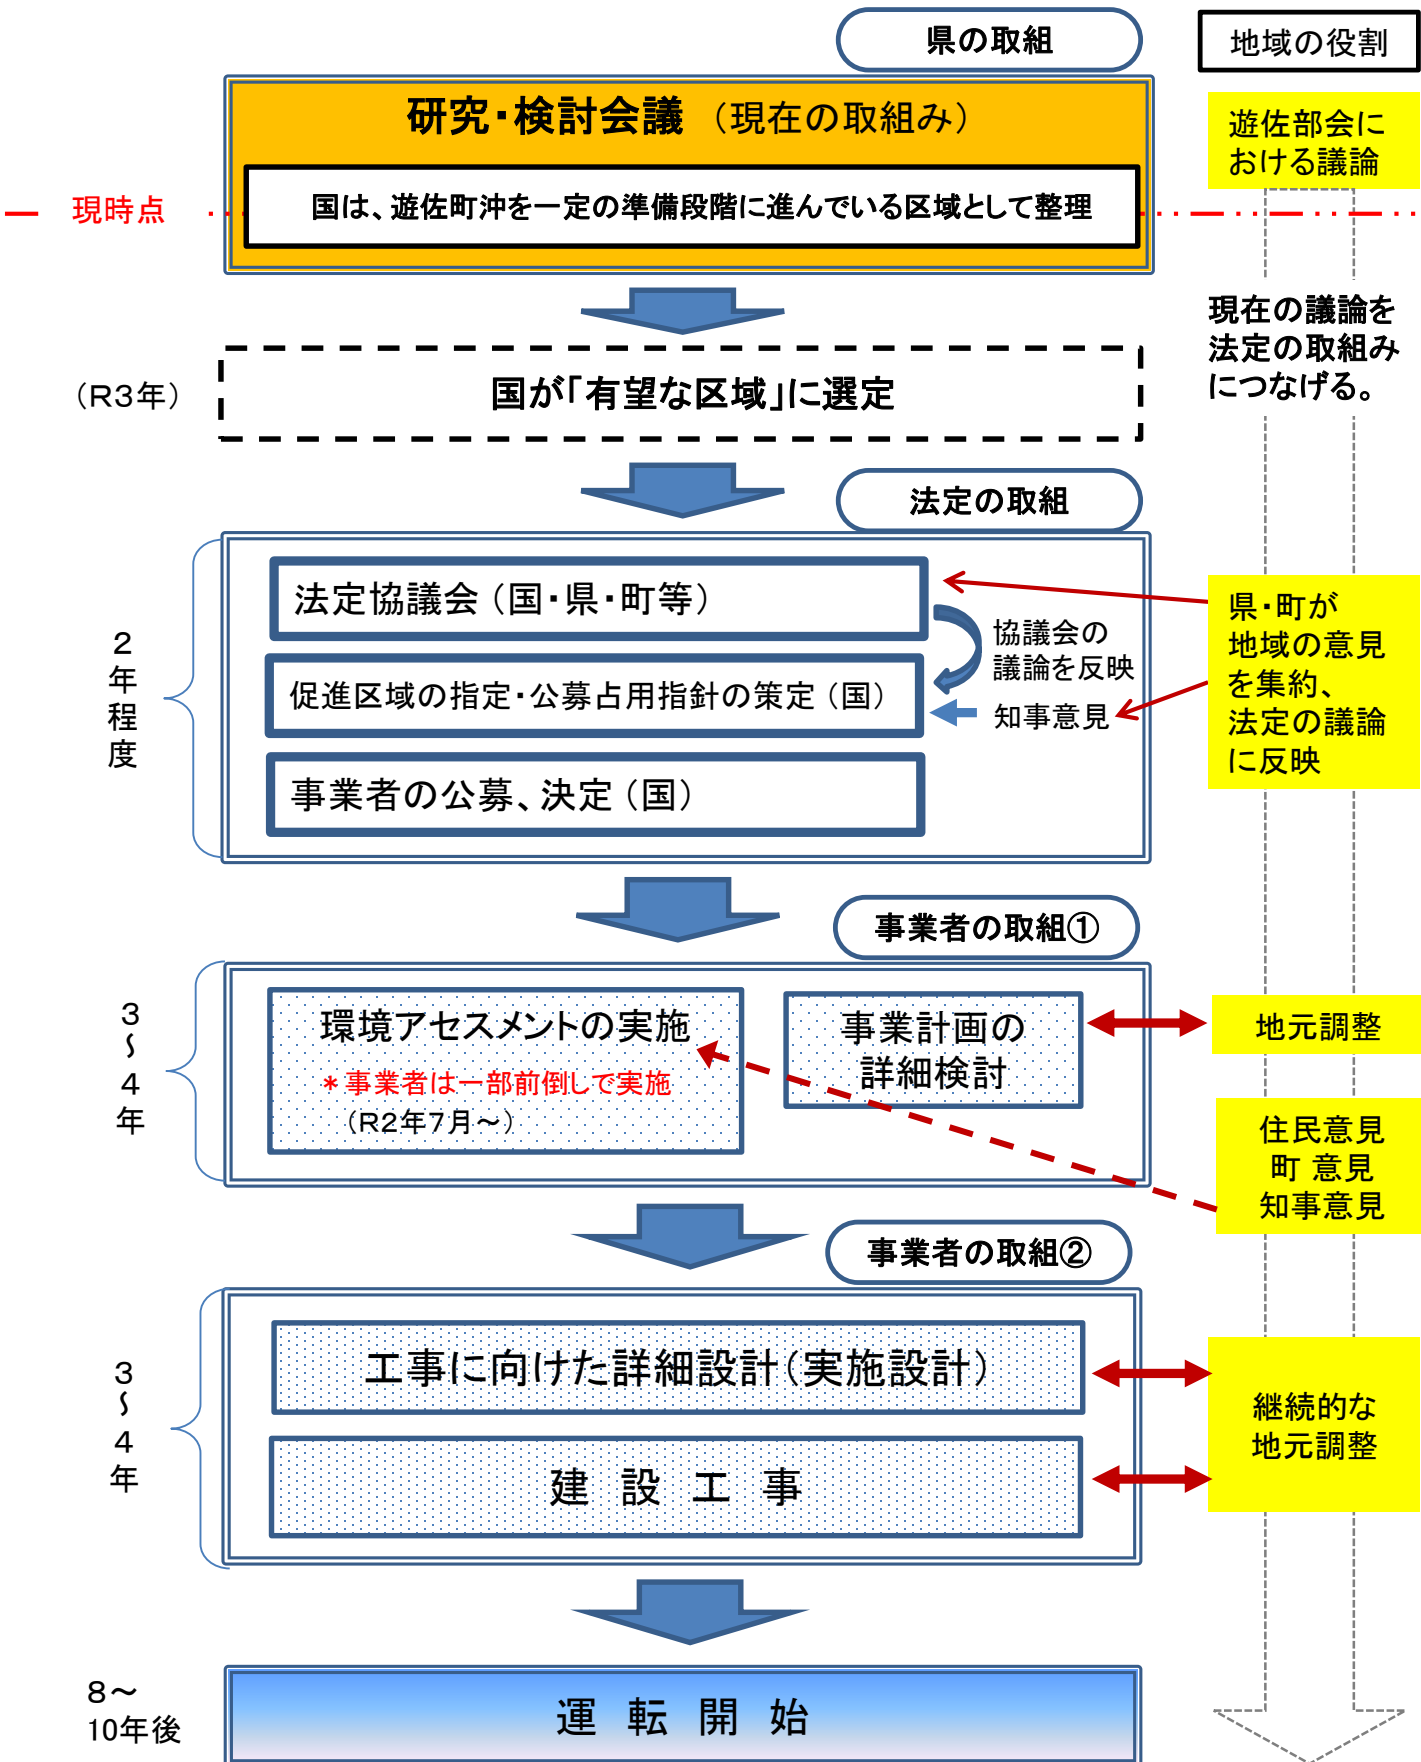 県の取組
地域の役割
研究・検討会議 （現在の取組み）
国は、遊佐町沖を一定の準備段階に進んでいる区域として整理
遊佐部会に
おける議論
現時点
現在の議論を
法定の取組み
につなげる。
（R3年）
国が「有望な区域」に選定
法定の取組
2
年
程
度
法定協議会（国・県・町等）
協議会の
議論を反映
促進区域の指定・公募占用指針の策定（国）
知事意見
事業者の公募、決定（国）
県・町が
地域の意見
を集約、
法定の議論
に反映
事業者の取組①
3
〜
4
年
環境アセスメントの実施
＊事業者は一部前倒しで実施
（R2年7月〜）
事業計画の
詳細検討
地元調整
住民意見
町 意見
知事意見
事業者の取組②
3
〜
4
年
工事に向けた詳細設計（実施設計）
建 設 工 事
継続的な
地元調整
8〜
10年後
運 転 開 始